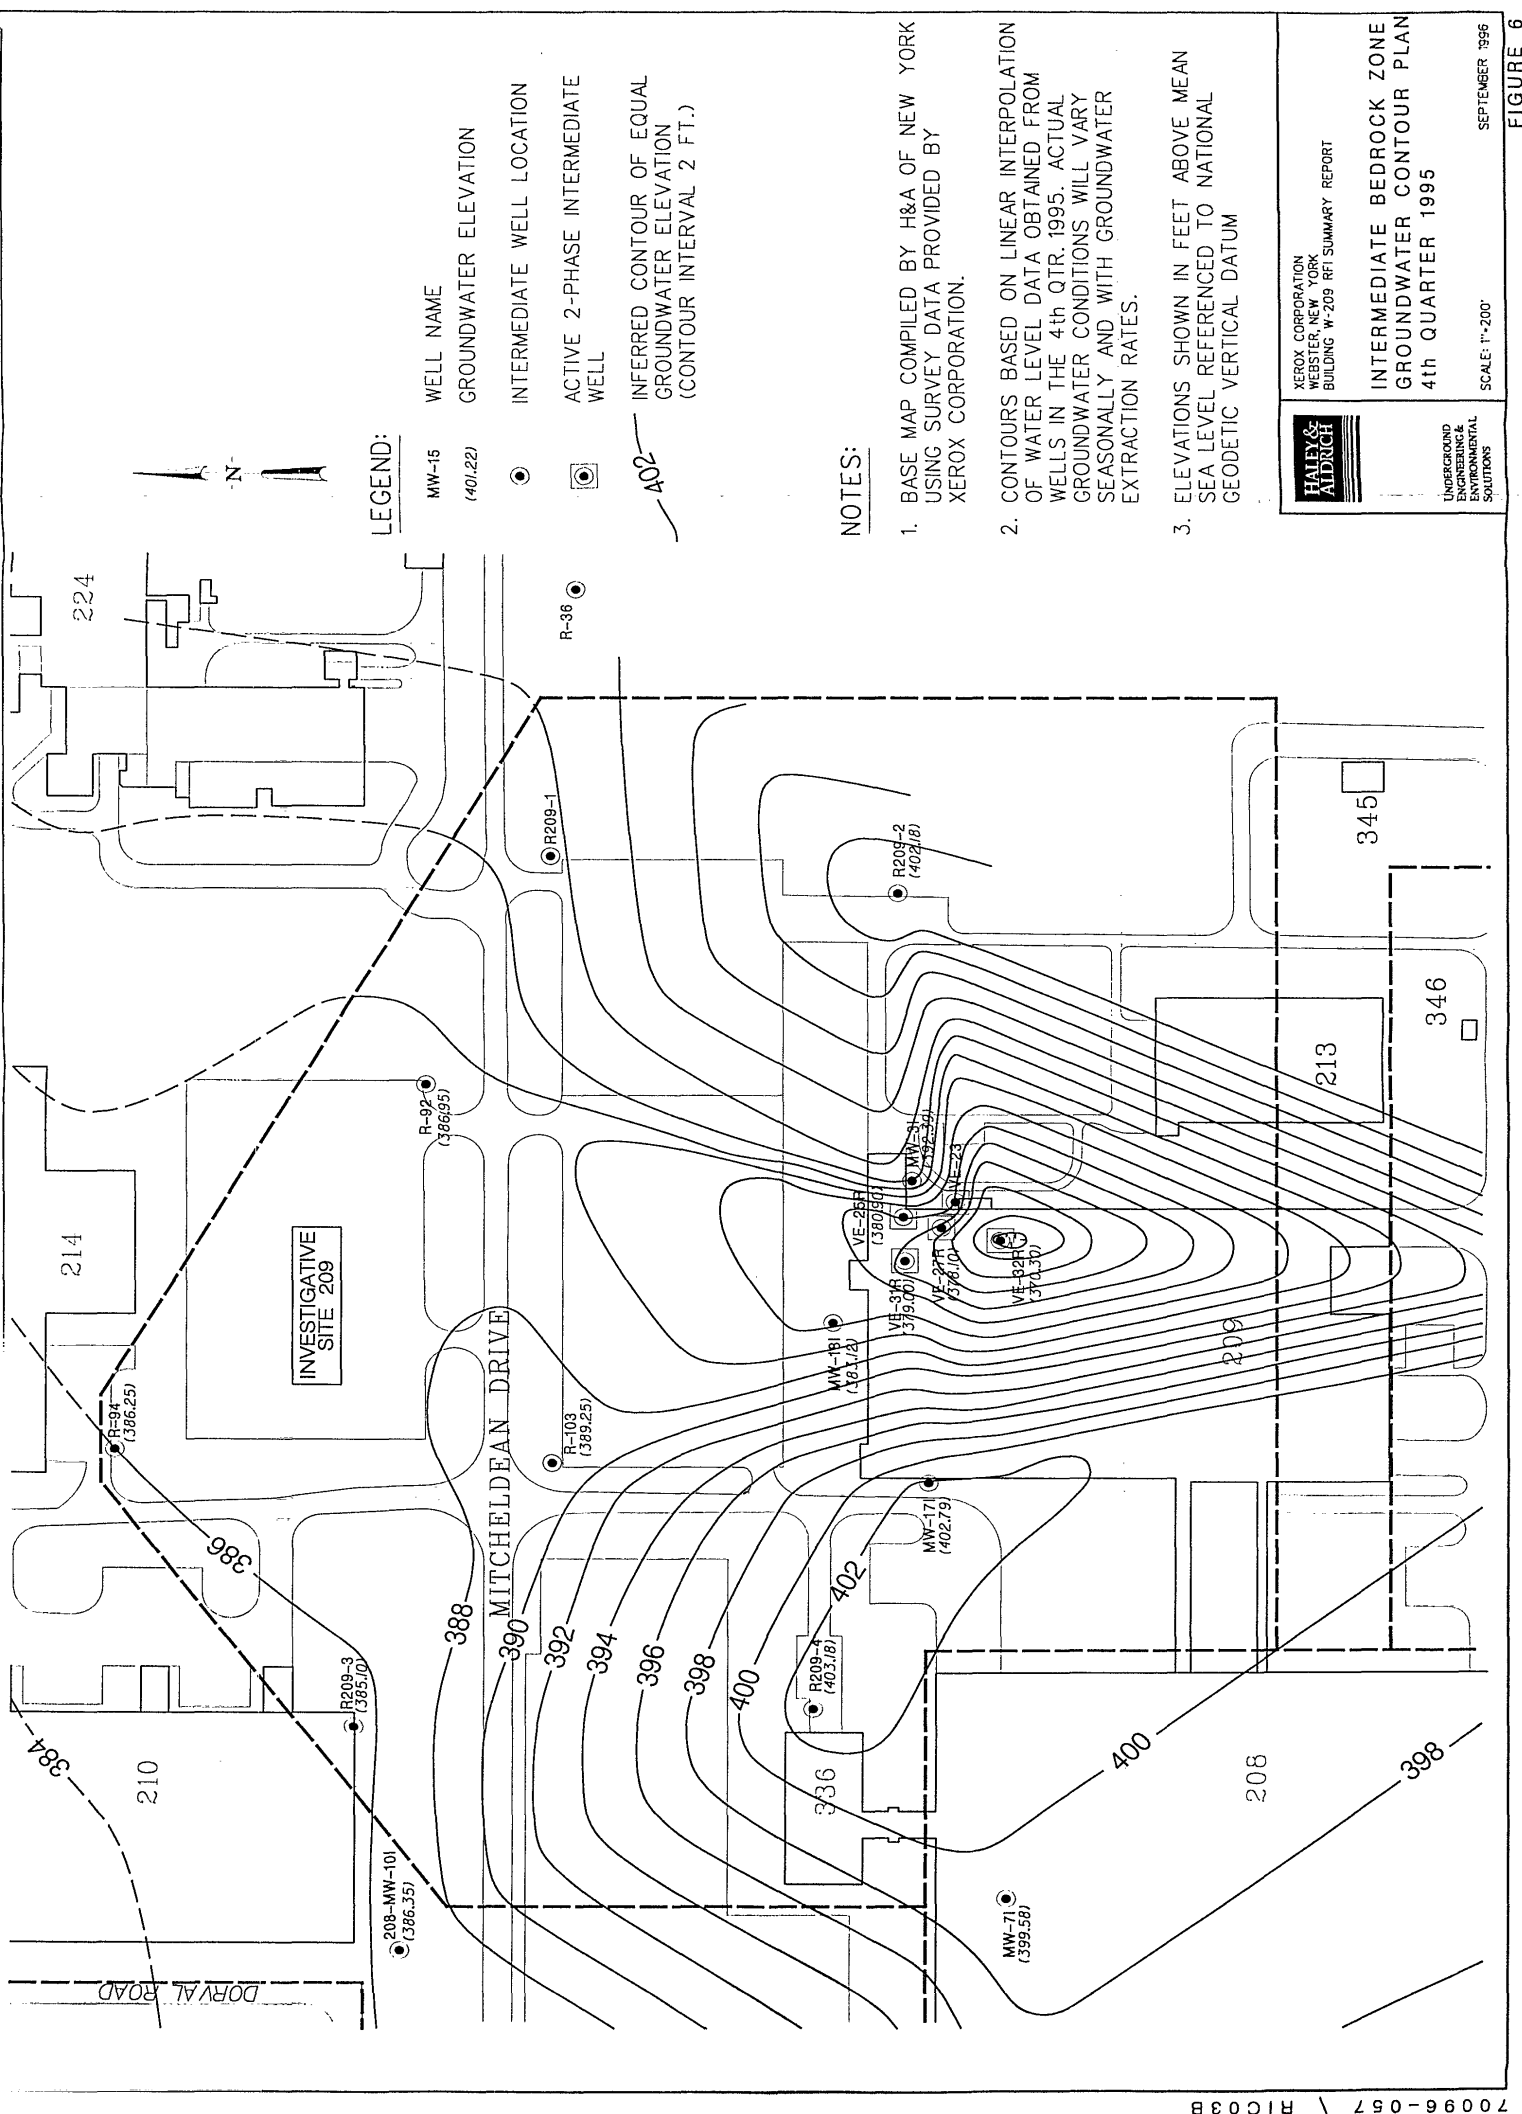 224
214
INVESTIGATIVE
SITE 209
R-94
(386.25)
R-92
(386.95)
386
384
210
R209-3
(385.10)
208-MW-10I
(386.35)
DORVAL ROAD
MITCHELDEAN DRIVE
R-36
R209-1
R-103
(389.25)
388
390
392
394
396
398
400
402
R209-2
(402.18)
R209-4
(403.18)
336
MW-17I
(402.79)
MW-18I
(383.12)
VE-25R
(380.90)
MW-3I
(392.39)
VE-23
VE-31R
(379.00)
VE-27R
(378.10)
VE-32R
(370.30)
209
213
345
346
MW-7I
(399.58)
400
208
398
N
LEGEND:
MW-15 WELL NAME
(401.22) GROUNDWATER ELEVATION
INTERMEDIATE WELL LOCATION
ACTIVE 2-PHASE INTERMEDIATE
WELL
402 INFERRED CONTOUR OF EQUAL
GROUNDWATER ELEVATION
(CONTOUR INTERVAL 2 FT.)
NOTES:
1. BASE MAP COMPILED BY H&A OF NEW YORK
USING SURVEY DATA PROVIDED BY
XEROX CORPORATION.
2. CONTOURS BASED ON LINEAR INTERPOLATION
OF WATER LEVEL DATA OBTAINED FROM
WELLS IN THE 4th QTR. 1995. ACTUAL
GROUNDWATER CONDITIONS WILL VARY
SEASONALLY AND WITH GROUNDWATER
EXTRACTION RATES.
3. ELEVATIONS SHOWN IN FEET ABOVE MEAN
SEA LEVEL REFERENCED TO NATIONAL
GEODETIC VERTICAL DATUM
HALEY &
ALDRICH
UNDERGROUND
ENGINEERING &
ENVIRONMENTAL
SOLUTIONS
XEROX CORPORATION
WEBSTER, NEW YORK
BUILDING W-209 RFI SUMMARY REPORT
INTERMEDIATE BEDROCK ZONE
GROUNDWATER CONTOUR PLAN
4th QUARTER 1995
SCALE: 1"=200' SEPTEMBER 1996
FIGURE 6
70096-057 \ RIC03B